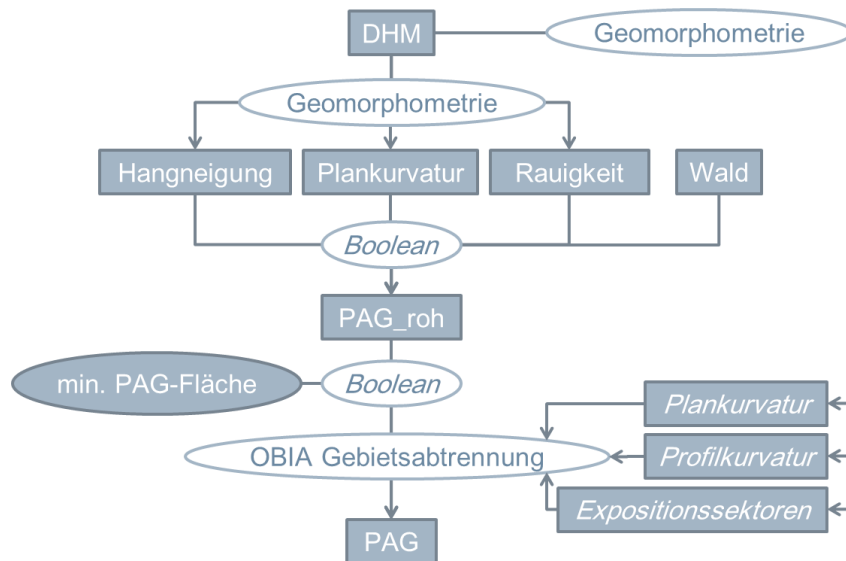 DHM
Geomorphometrie
Geomorphometrie
Hangneigung
Plankurvatur
Rauigkeit
Wald
Boolean
PAG_roh
min. PAG-Fläche
Boolean
Plankurvatur
OBIA Gebietsabtrennung
Profilkurvatur
Expositionssektoren
PAG